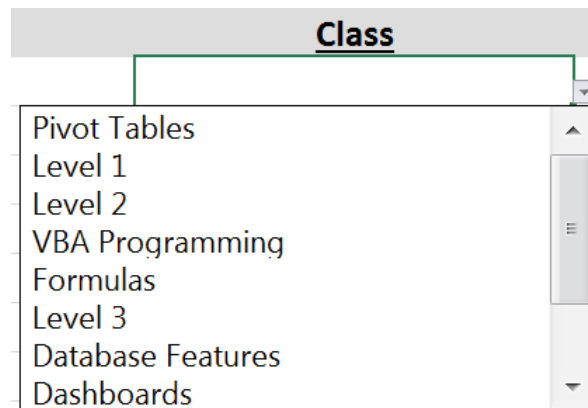 Class
Pivot Tables
Level 1
Level 2
VBA Programming
Formulas
Level 3
Database Features
Dashboards